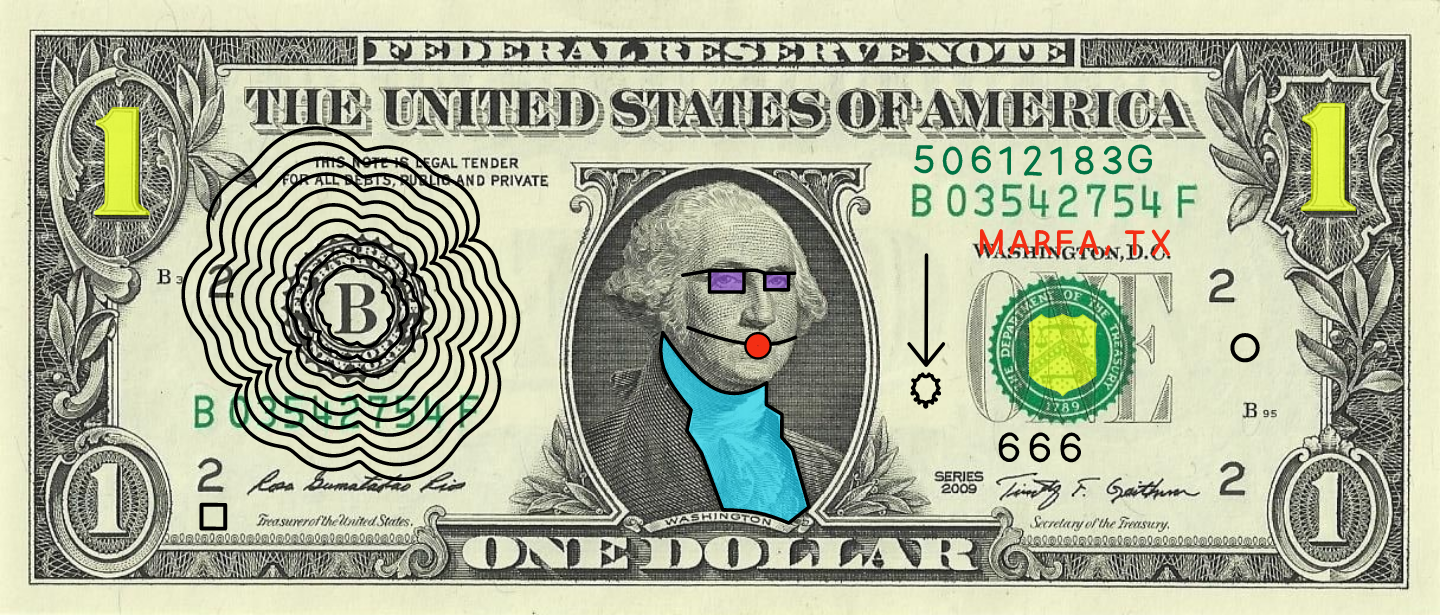 FEDERAL RESERVE NOTE
THE UNITED STATES OF AMERICA
1
1
THIS NOTE IS LEGAL TENDER
FOR ALL DEBTS, PUBLIC AND PRIVATE
50612183G
B 03542754 F
MARFA, TX
WASHINGTON, D.C.
B 3
2
B
ONE
THE DEPARTMENT OF THE TREASURY
1789
2
B 95
B 03542754 F
666
2
Rosa Gumataotao Rios
Treasurer of the United States.
SERIES
2009
Timothy F. Geithner
Secretary of the Treasury.
2
WASHINGTON
1
1
ONE DOLLAR